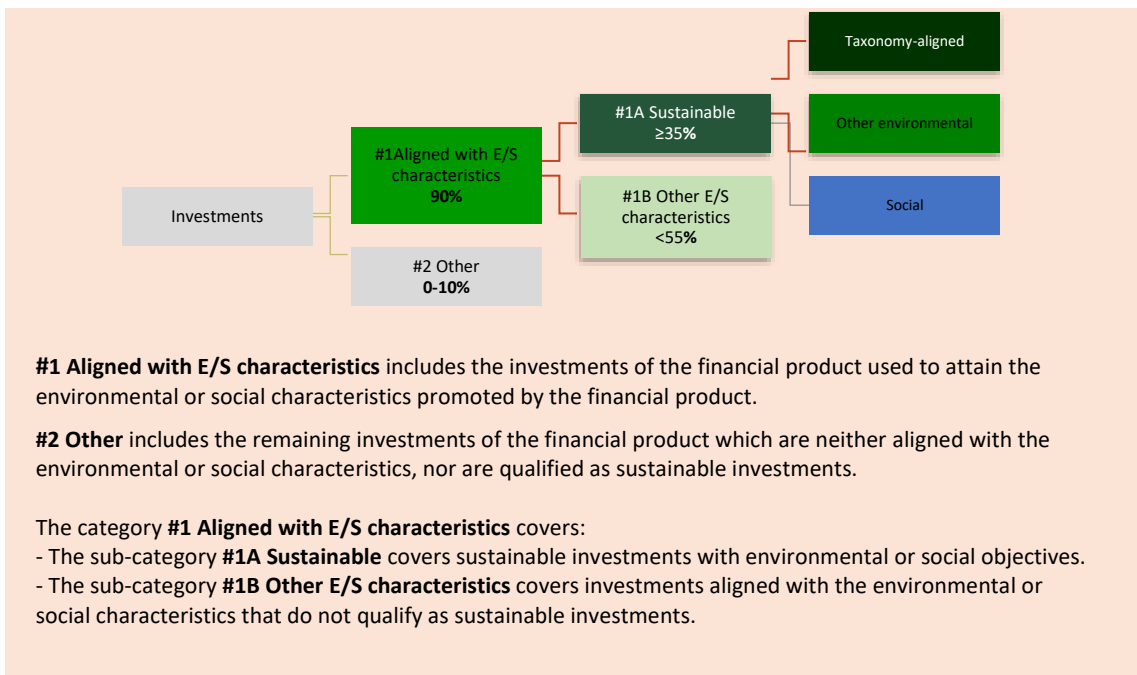 Taxonomy-aligned
#1A Sustainable
≥35%
Other environmental
#1Aligned with E/S
characteristics
90%
#1B Other E/S
characteristics
<55%
Social
Investments
#2 Other
0-10%
#1 Aligned with E/S characteristics includes the investments of the financial product used to attain the
environmental or social characteristics promoted by the financial product.
#2 Other includes the remaining investments of the financial product which are neither aligned with the
environmental or social characteristics, nor are qualified as sustainable investments.
The category #1 Aligned with E/S characteristics covers:
- The sub-category #1A Sustainable covers sustainable investments with environmental or social objectives.
- The sub-category #1B Other E/S characteristics covers investments aligned with the environmental or
social characteristics that do not qualify as sustainable investments.